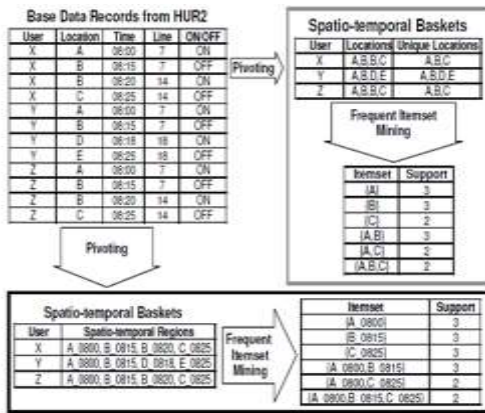 Base Data Records from HUR2
User Location Time Line ON/OFF
X A 08:00 7 ON
X B 08:15 7 OFF
X B 08:20 14 ON
X C 08:25 14 OFF
Y A 08:00 7 ON
Y B 08:15 7 OFF
Y D 08:18 18 ON
Y E 08:25 18 OFF
Z A 08:00 7 ON
Z B 08:15 7 OFF
Z B 08:20 14 ON
Z C 08:25 14 OFF
Pivoting
Spatio-temporal Baskets
User Locations Unique Locations
X A,B,B,C A,B,C
Y A,B,D,E A,B,D,E
Z A,B,B,C A,B,C
Frequent Itemset
Mining
Itemset Support
{A} 3
{B} 3
{C} 2
{A,B} 3
{A,C} 2
{A,B,C} 2
Pivoting
Spatio-temporal Baskets
User Spatio-temporal Regions
X A_0800, B_0815, B_0820, C_0825
Y A_0800, B_0815, D_0818, E_0825
Z A_0800, B_0815, B_0820, C_0825
Frequent
Itemset
Mining
Itemset Support
{A_0800} 3
{B_0815} 3
{C_0825} 3
{A_0800,B_0815} 3
{A_0800,C_0825} 2
{A_0800,B_0815,C_0825} 2